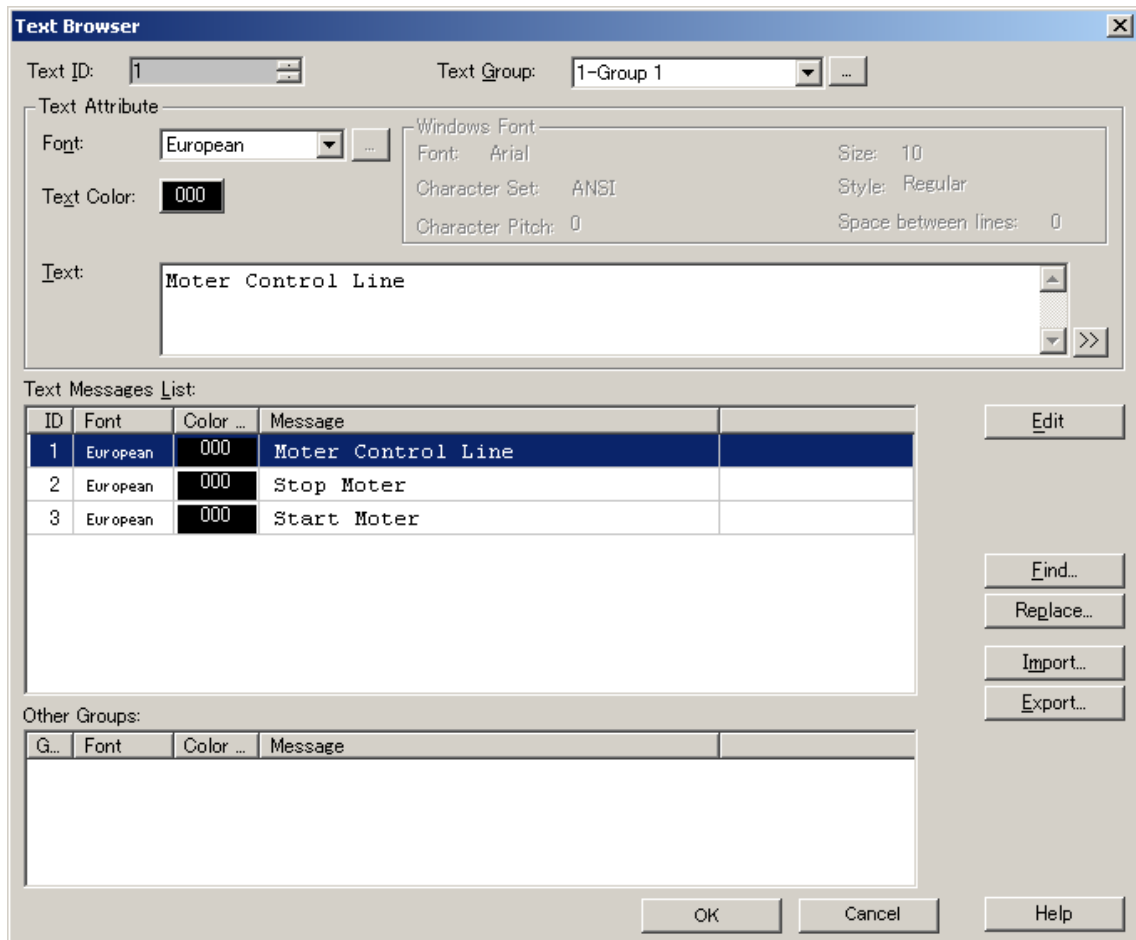 Text Browser
Text ID: 1 Text Group: 1-Group 1 ...
Text Attribute
Font: European ...
Text Color: 000
Windows Font
Font: Arial Size: 10
Character Set: ANSI Style: Regular
Character Pitch: 0 Space between lines: 0
Text: Moter Control Line
>>
Text Messages List:
ID Font Color ... Message
1 European 000 Moter Control Line
2 European 000 Stop Moter
3 European 000 Start Moter
Edit
Find...
Replace...
Import...
Export...
Other Groups:
G... Font Color ... Message
OK Cancel Help